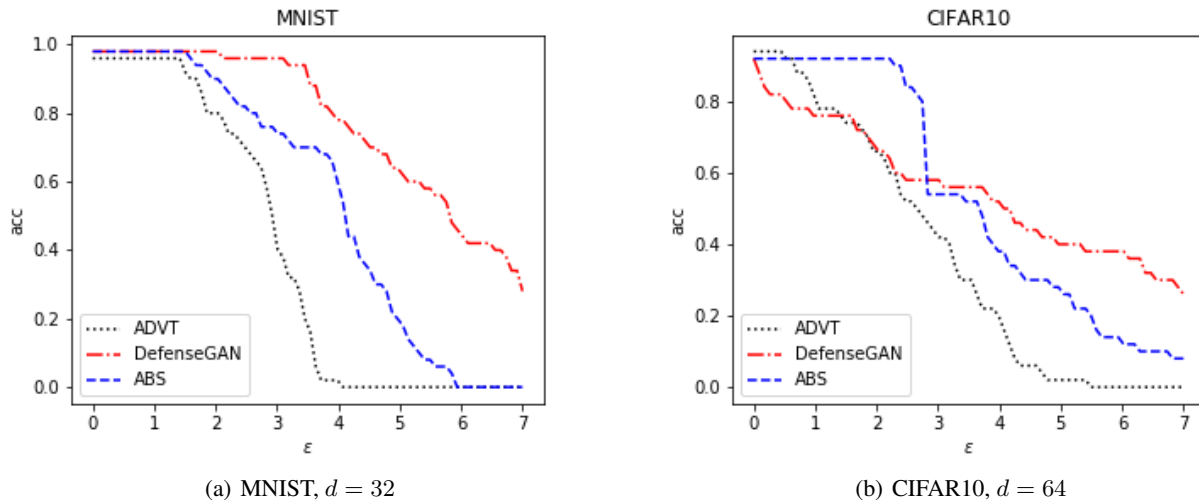 MNIST
1.0
0.8
0.6
0.4
0.2
0.0
acc
ADVT
DefenseGAN
ABS
0 1 2 3 4 5 6 7
ε
(a) MNIST, d = 32
CIFAR10
0.8
0.6
0.4
0.2
0.0
acc
ADVT
DefenseGAN
ABS
0 1 2 3 4 5 6 7
ε
(b) CIFAR10, d = 64